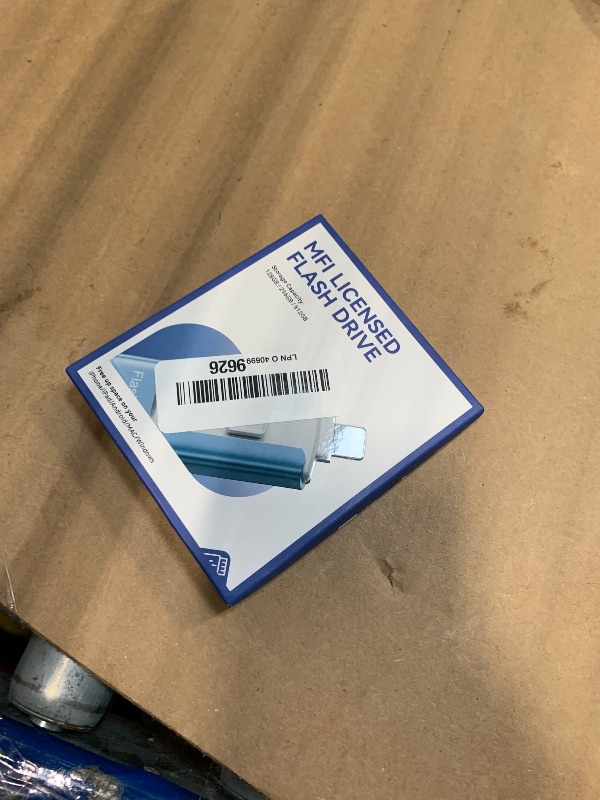 MFI LICENSED
FLASH DRIVE
Storage Capacity
128GB / 256GB / 512GB
LPN O 40699 9626
Free up space on your
iPhone/iPad/Android/MAC/Windows